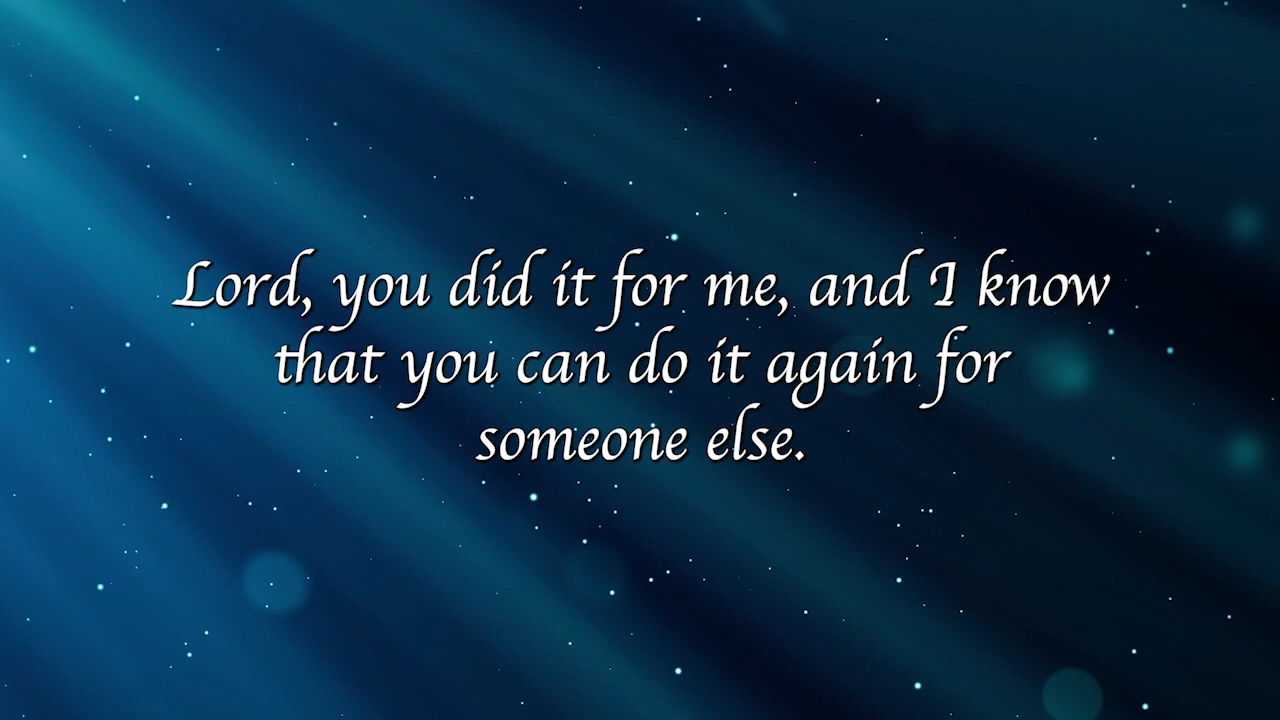 Lord, you did it for me, and I know
that you can do it again for
someone else.